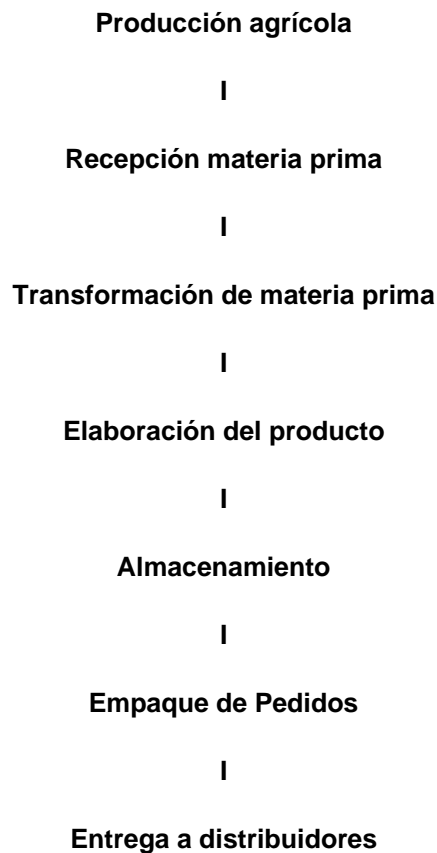 Producción agrícola
I
Recepción materia prima
I
Transformación de materia prima
I
Elaboración del producto
I
Almacenamiento
I
Empaque de Pedidos
I
Entrega a distribuidores